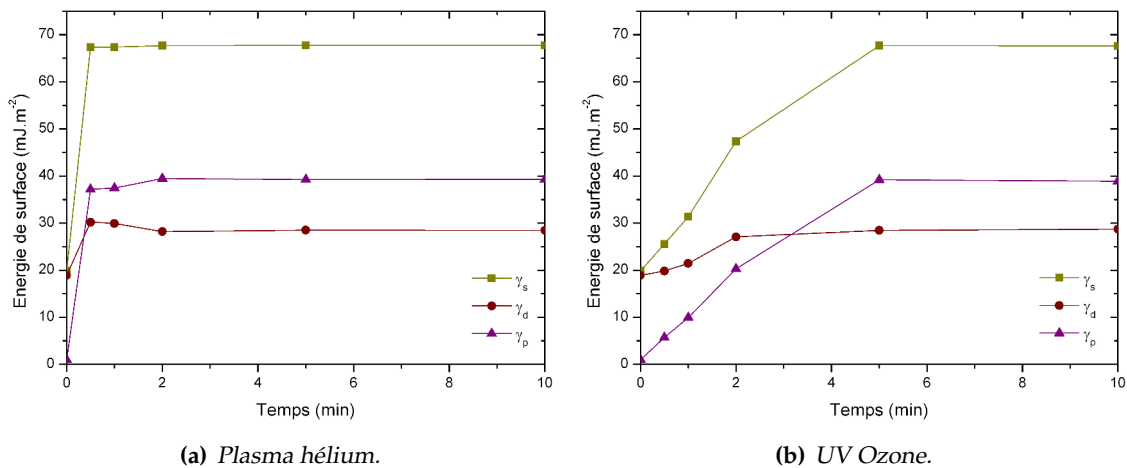 70
60
50
40
30
20
10
0
Energie de surface (mJ.m⁻²)
γs
γd
γp
0 2 4 6 8 10
Temps (min)
(a) Plasma hélium.
70
60
50
40
30
20
10
0
Energie de surface (mJ.m⁻²)
γs
γd
γp
0 2 4 6 8 10
Temps (min)
(b) UV Ozone.